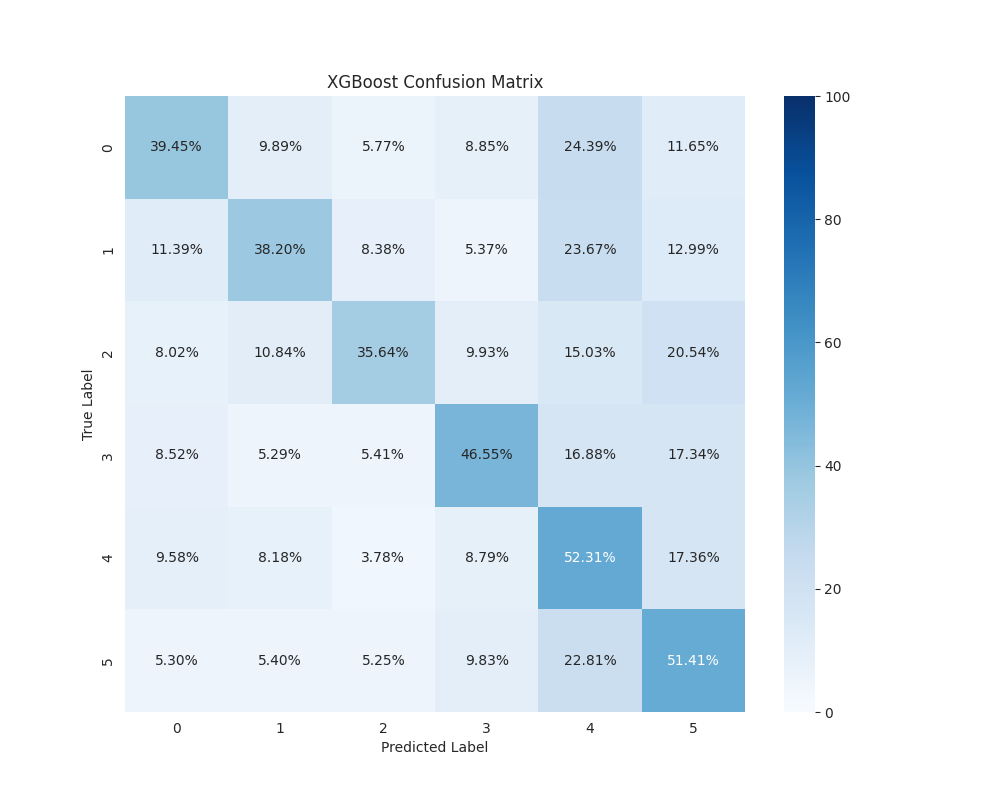 XGBoost Confusion Matrix
0 39.45% 9.89% 5.77% 8.85% 24.39% 11.65%
1 11.39% 38.20% 8.38% 5.37% 23.67% 12.99%
2 8.02% 10.84% 35.64% 9.93% 15.03% 20.54%
3 8.52% 5.29% 5.41% 46.55% 16.88% 17.34%
4 9.58% 8.18% 3.78% 8.79% 52.31% 17.36%
5 5.30% 5.40% 5.25% 9.83% 22.81% 51.41%
0 1 2 3 4 5
Predicted Label
True Label
100
80
60
40
20
0